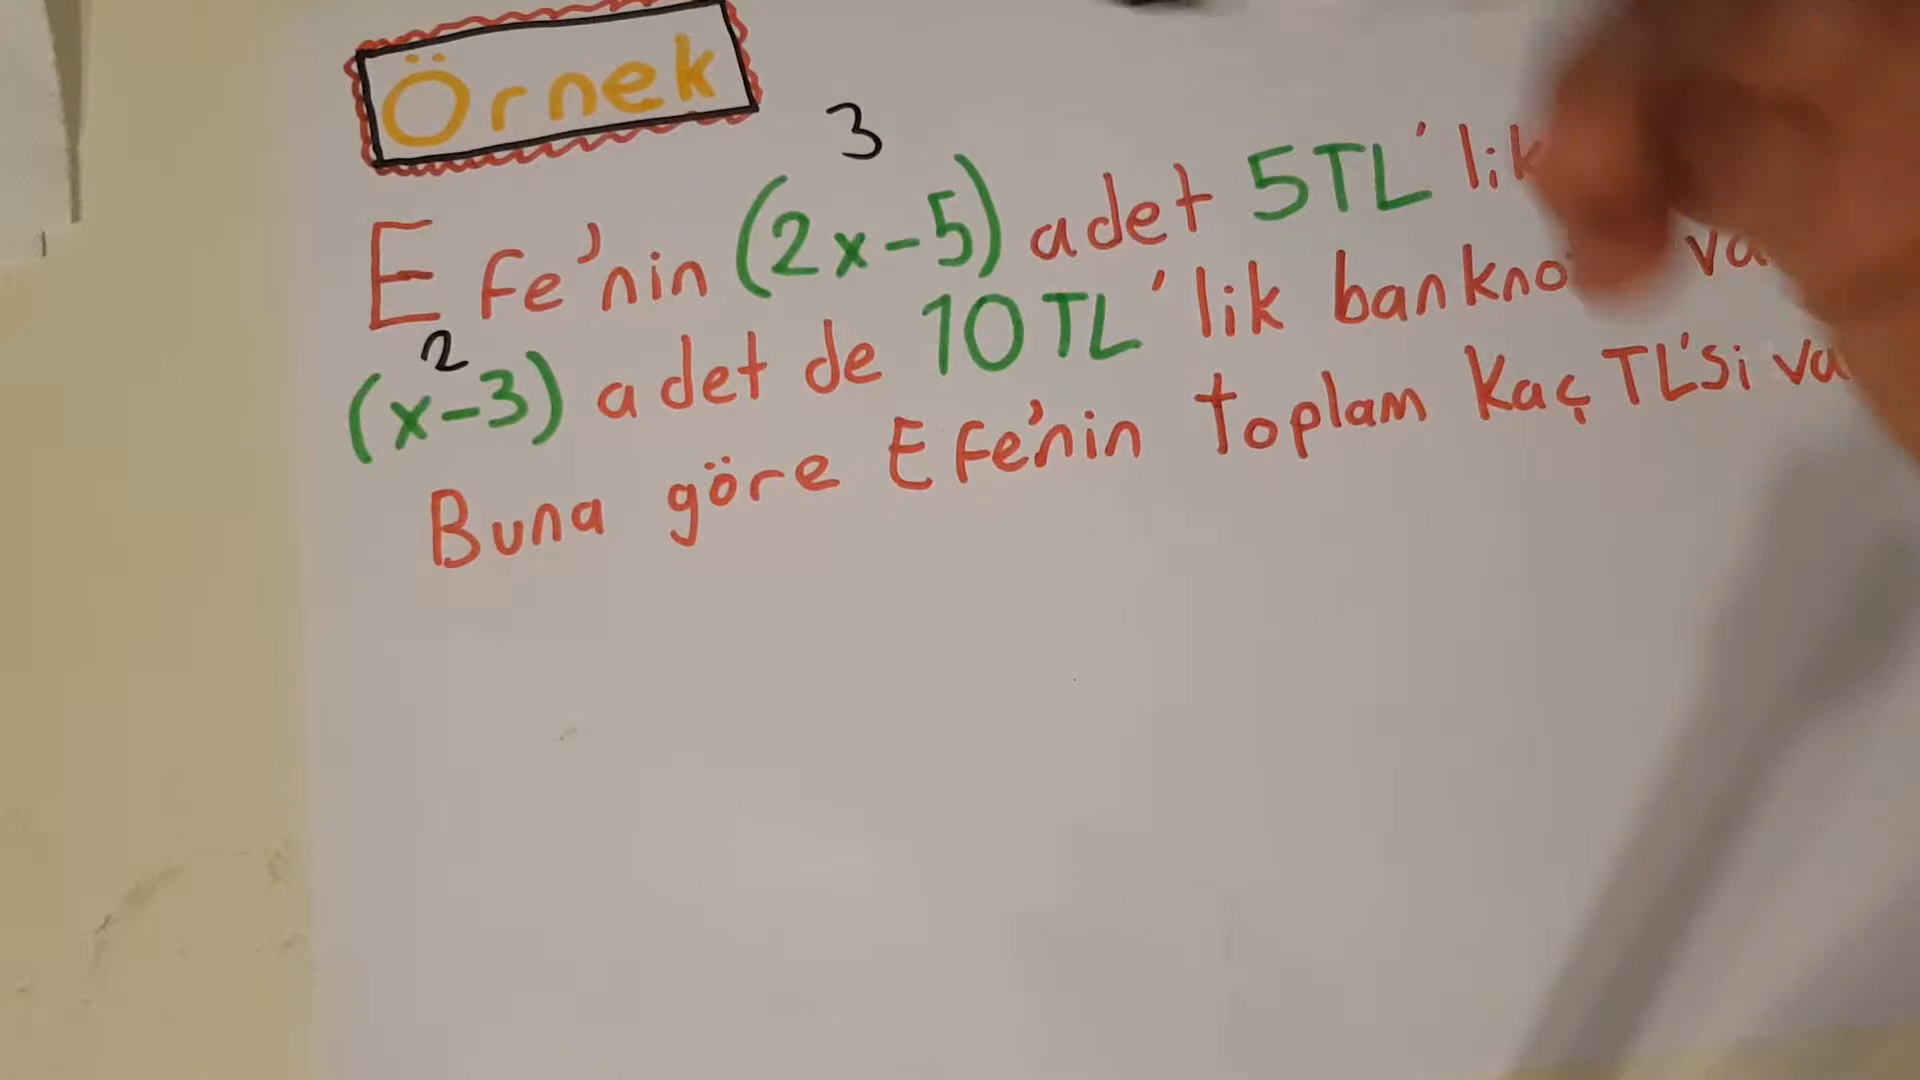 Örnek
3
Efe'nin (2x-5) adet 5TL'lik
2
(x-3) adet de 10TL'lik
Buna göre Efe'nin toplam kaç TL'si